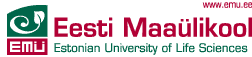 www.emu.ee
Eesti Maaülikool
EMÜ Estonian University of Life Sciences